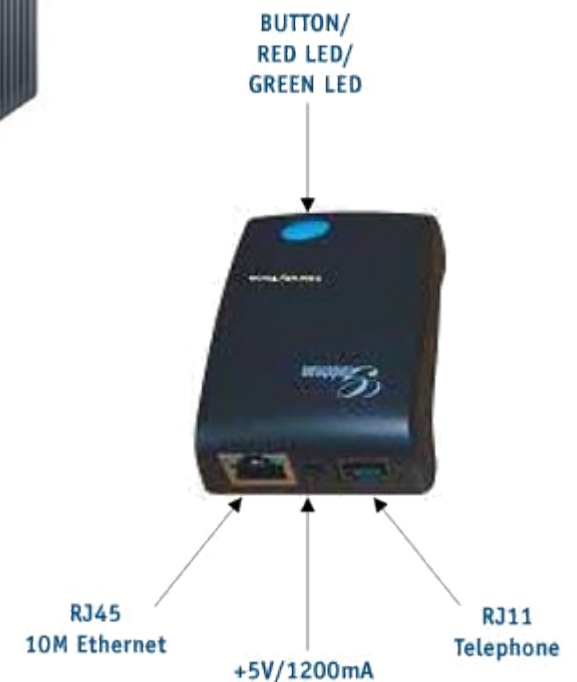 BUTTON/
RED LED/
GREEN LED
RJ45
10M Ethernet
+5V/1200mA
RJ11
Telephone